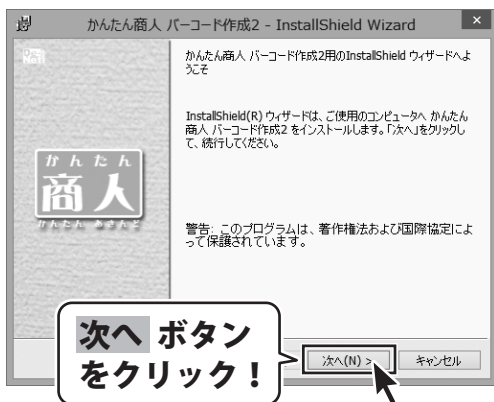 かんたん商人 バーコード作成2 - InstallShield Wizard
かんたん商人 バーコード作成2用のInstallShield ウィザードへよ
うこそ
InstallShield(R) ウィザードは、ご使用のコンピュータへ かんたん
商人 バーコード作成2 をインストールします。「次へ」をクリックし
て、続行してください。
かんたん
商人
かんたん あきんど
警告: このプログラムは、著作権法および国際協定によ
って保護されています。
次へ ボタン
をクリック！
次へ(N) >
キャンセル